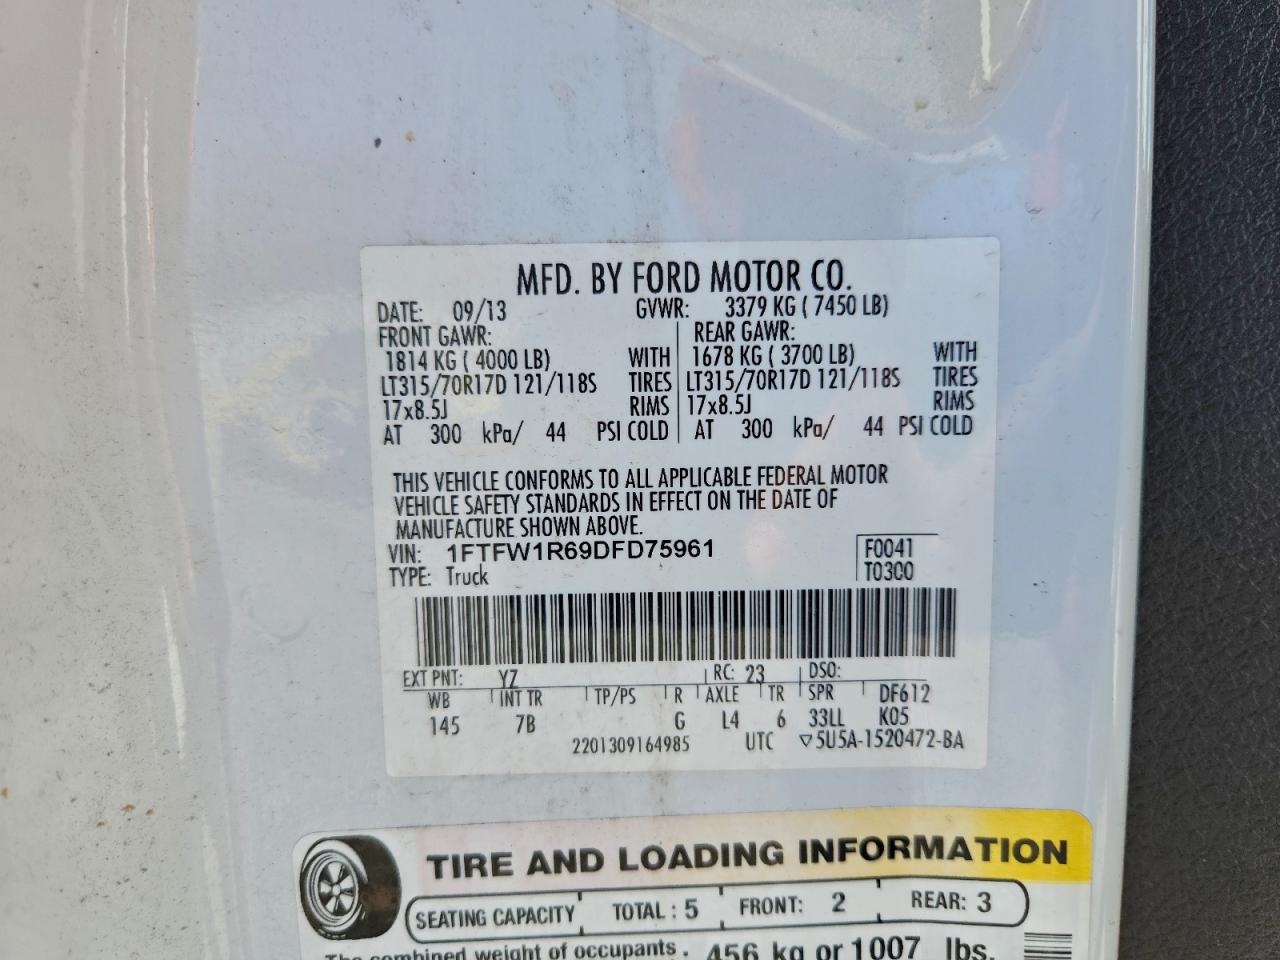 MFD. BY FORD MOTOR CO.
DATE: 09/13 GVWR: 3379 KG ( 7450 LB)
FRONT GAWR: REAR GAWR:
1814 KG ( 4000 LB) WITH 1678 KG ( 3700 LB) WITH
LT315/70R17D 121/118S TIRES LT315/70R17D 121/118S TIRES
17x8.5J RIMS 17x8.5J RIMS
AT 300 kPa/ 44 PSI COLD AT 300 kPa/ 44 PSI COLD
THIS VEHICLE CONFORMS TO ALL APPLICABLE FEDERAL MOTOR
VEHICLE SAFETY STANDARDS IN EFFECT ON THE DATE OF
MANUFACTURE SHOWN ABOVE.
VIN: 1FTFW1R69DFD75961 F0041
TYPE: Truck T0300
EXT PNT: YZ RC: 23 DSO:
WB INT TR TP/PS R AXLE TR SPR DF612
145 7B G L4 6 33LL K05
2201309164985 UTC ▽5U5A-1520472-BA
TIRE AND LOADING INFORMATION
SEATING CAPACITY TOTAL : 5 FRONT: 2 REAR: 3
The combined weight of occupants . 456 kg or 1007 lbs.